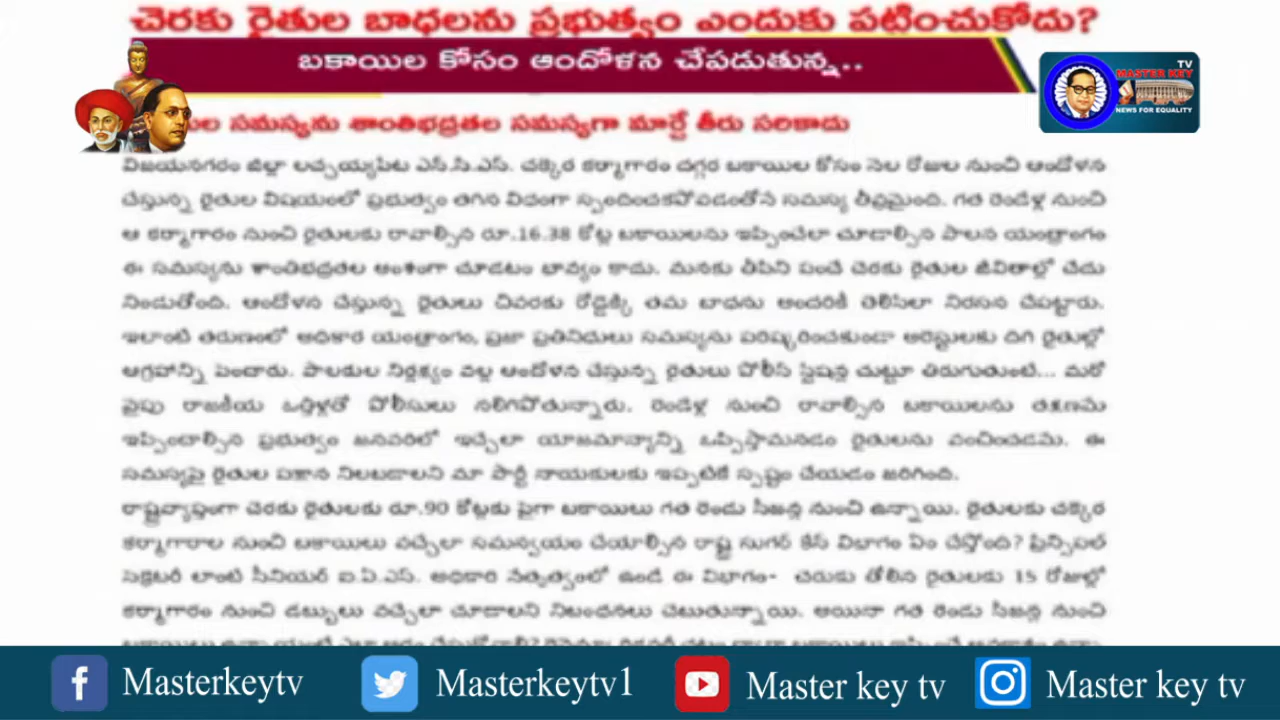 చెరకు రైతుల బాధలను ప్రభుత్వం ఎందుకు పటించుకోదు?
బకాయిల కోసం ఆందోళన చేపడుతున్న..
TV
MASTER KEY
NEWS FOR EQUALITY
సమస్యను శాంతిభద్రతల సమస్యగా మార్చే తీరు సరికాదు
విజయనగరం జిల్లా లచ్చయ్యపేట ఎన్.సి.ఎస్. చక్కెర కర్మాగారం దగ్గర బకాయిల కోసం నెల రోజుల నుంచి ఆందోళన
చేస్తున్న రైతుల విషయంలో ప్రభుత్వం తగిన విధంగా స్పందించకపోవడంతోనే సమస్య తీవ్రమైంది. గత రెండేళ్ల నుంచి
ఆ కర్మాగారం నుంచి రైతులకు రావాల్సిన రూ.16.38 కోట్ల బకాయిలను ఇప్పించేలా చూడాల్సిన పాలన యంత్రాంగం
ఈ సమస్యను శాంతిభద్రతల అంశంగా చూడటం భావ్యం కాదు. మనకు తీపిని పంచే చెరకు రైతుల జీవితాల్లో చేదు
నిండుతోంది. ఆందోళన చేస్తున్న రైతులు చివరకు రోడ్డెక్కి తమ బాధను అందరికీ తెలిసేలా నిరసన చేపట్టారు.
ఇలాంటి తరుణంలో అధికార యంత్రాంగం, ప్రజా ప్రతినిధులు సమస్యను పరిష్కరించకుండా అరెస్టులకు దిగి రైతుల్లో
ఆగ్రహాన్ని పెంచారు. పాలకుల నిర్లక్ష్యం వల్ల ఆందోళన చేస్తున్న రైతులు పోలీస్ స్టేషన్ల చుట్టూ తిరుగుతుంటే... మరో
వైపు రాజకీయ ఒత్తిళ్లతో పోలీసులు నలిగిపోతున్నారు. రెండేళ్ల నుంచి రావాల్సిన బకాయిలను తక్షణమే
ఇప్పించాల్సిన ప్రభుత్వం జనవరిలో ఇచ్చేలా యాజమాన్యాన్ని ఒప్పిస్తామనడం రైతులను వంచించడమే. ఈ
సమస్యపై రైతుల పక్షాన నిలబడాలని మా పార్టీ నాయకులకు ఇప్పటికే స్పష్టం చేయడం జరిగింది.
రాష్ట్రవ్యాప్తంగా చెరకు రైతులకు రూ.90 కోట్లకు పైగా బకాయిలు గత రెండు సీజన్ల నుంచి ఉన్నాయి. రైతులకు చక్కెర
కర్మాగారాల నుంచి బకాయిలు వచ్చేలా సమన్వయం చేయాల్సిన రాష్ట్ర సుగర్ కేన్ విభాగం ఏం చేస్తోంది? ప్రిన్సిపల్
సెక్రటరీ లాంటి సీనియర్ ఐ.ఏ.ఎస్. అధికారి నేతృత్వంలో ఉండే ఈ విభాగం- చెరుకు తోలిన రైతులకు 15 రోజుల్లో
కర్మాగారం నుంచి డబ్బులు వచ్చేలా చూడాలని నిబంధనలు చెబుతున్నాయి. అయినా గత రెండు సీజన్ల నుంచి
Masterkeytv
Masterkeytv1
Master key tv
Master key tv